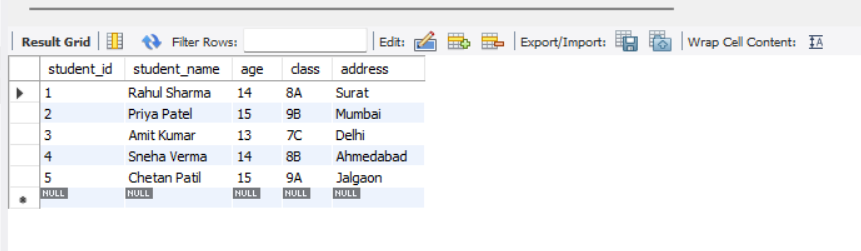 Result Grid Filter Rows: Edit: Export/Import: Wrap Cell Content: IA
student_id student_name age class address
1 Rahul Sharma 14 8A Surat
2 Priya Patel 15 9B Mumbai
3 Amit Kumar 13 7C Delhi
4 Sneha Verma 14 8B Ahmedabad
5 Chetan Patil 15 9A Jalgaon
NULL NULL NULL NULL NULL